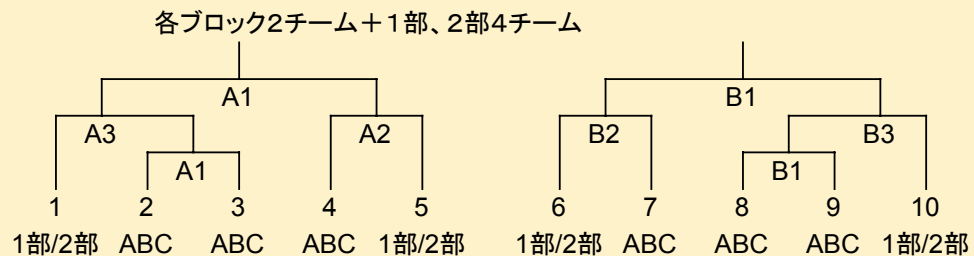 各ブロック2チーム＋1部、2部4チーム
A1 B1
A3 A2 B2 B3
A1 B1
1 2 3 4 5 6 7 8 9 10
1部/2部 ABC ABC ABC 1部/2部 1部/2部 ABC ABC ABC 1部/2部